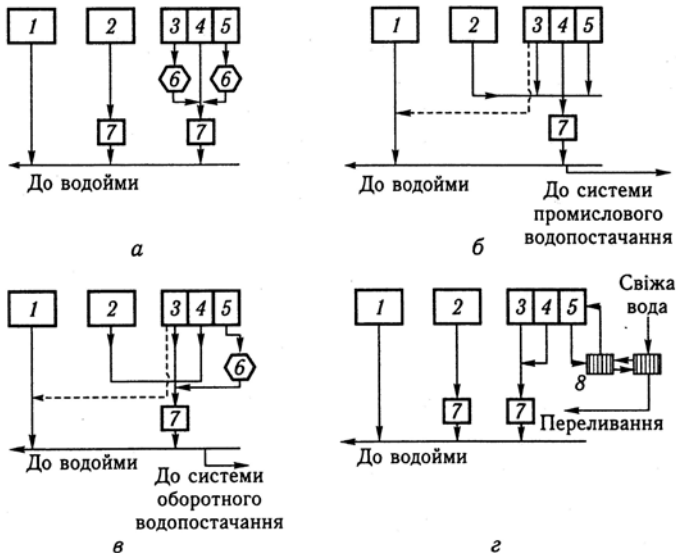 1 2 3 4 5
6 6
7 7
До водойми
а
1 2 3 4 5
7
До водойми
До системи
промислового
водопостачання
б
1 2 3 4 5
6
7
До водойми
До системи
оборотного
водопостачання
в
1 2 3 4 5
Свіжа
вода
8
7 7
Переливання
До водойми
г